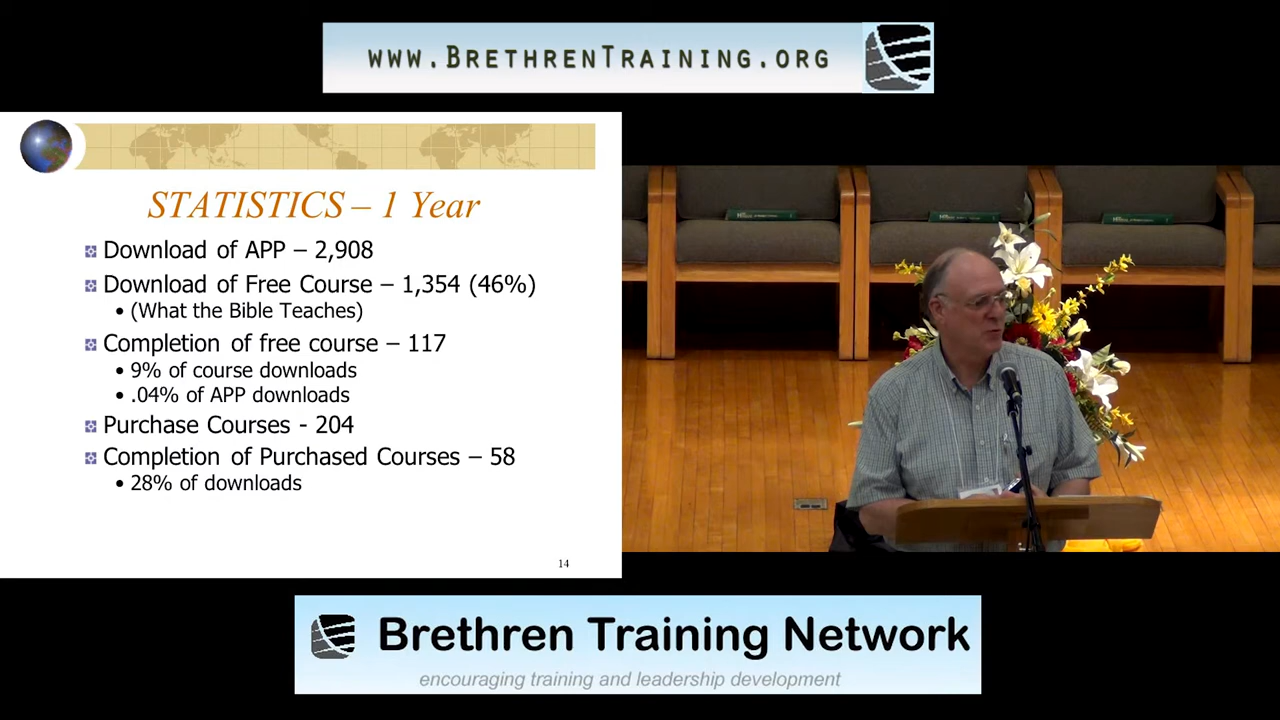 www.BrethrenTraining.org
STATISTICS – 1 Year
Download of APP – 2,908
Download of Free Course – 1,354 (46%)
• (What the Bible Teaches)
Completion of free course – 117
• 9% of course downloads
• .04% of APP downloads
Purchase Courses - 204
Completion of Purchased Courses – 58
• 28% of downloads
14
Brethren Training Network
encouraging training and leadership development